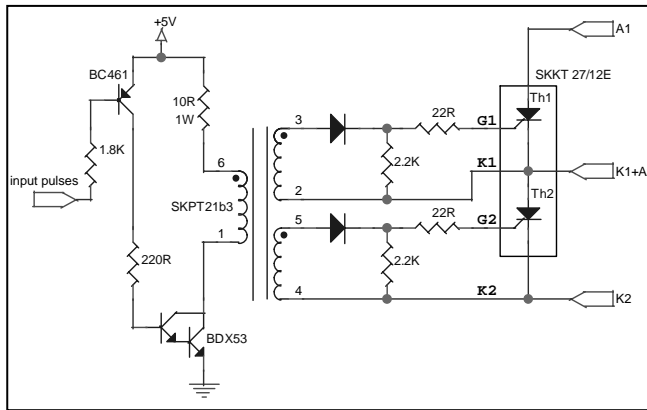 +5V
A1
BC461
SKKT 27/12E
10R
1W
Th1
22R
3
G1
1.8K
2.2K
6
K1
K1+A
2
input pulses
SKPT21b3
Th2
22R
5
G2
1
220R
2.2K
4
K2
K2
BDX53